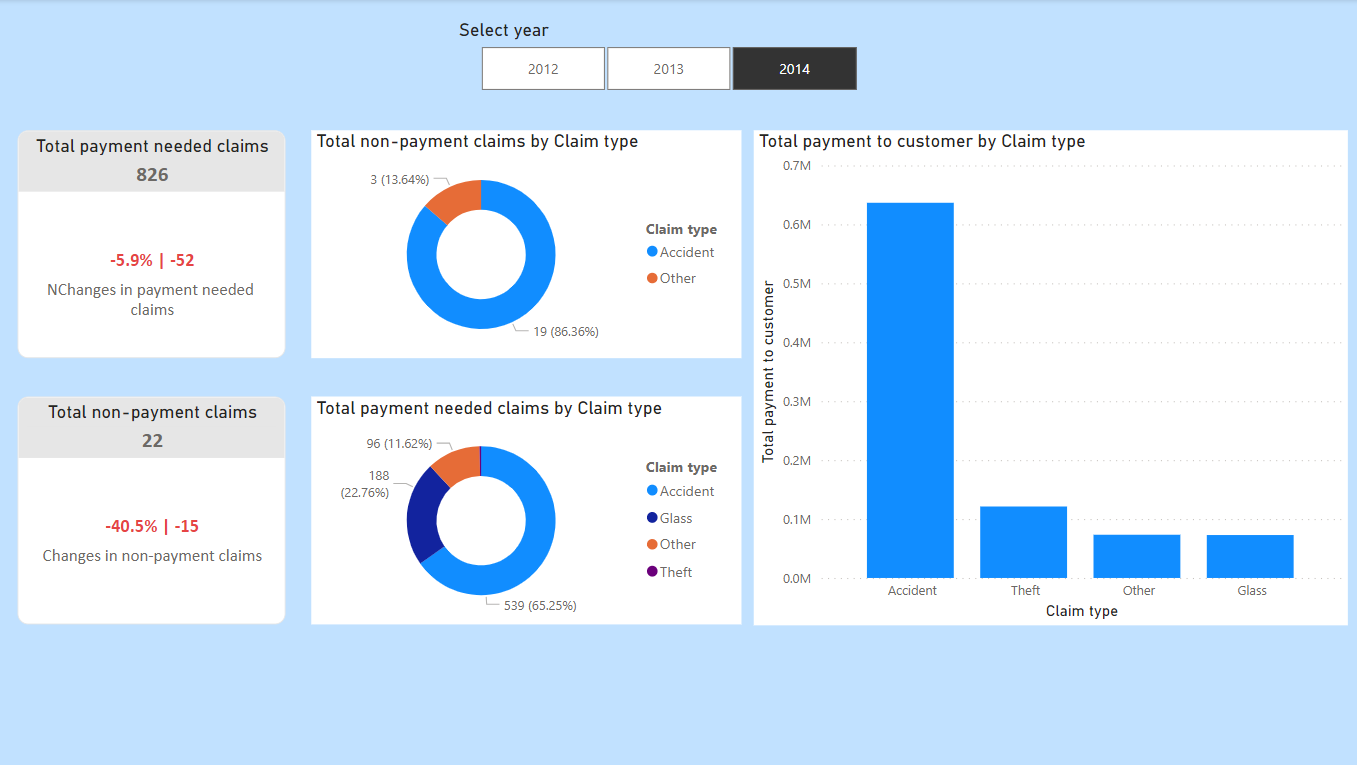 Select year
2012
2013
2014
Total payment needed claims
826
-5.9% | -52
NChanges in payment needed
claims
Total non-payment claims by Claim type
3 (13.64%)
19 (86.36%)
Claim type
Accident
Other
Total payment to customer by Claim type
Total payment to customer
0.7M
0.6M
0.5M
0.4M
0.3M
0.2M
0.1M
0.0M
Accident
Theft
Other
Glass
Claim type
Total non-payment claims
22
-40.5% | -15
Changes in non-payment claims
Total payment needed claims by Claim type
96 (11.62%)
188
(22.76%)
539 (65.25%)
Claim type
Accident
Glass
Other
Theft